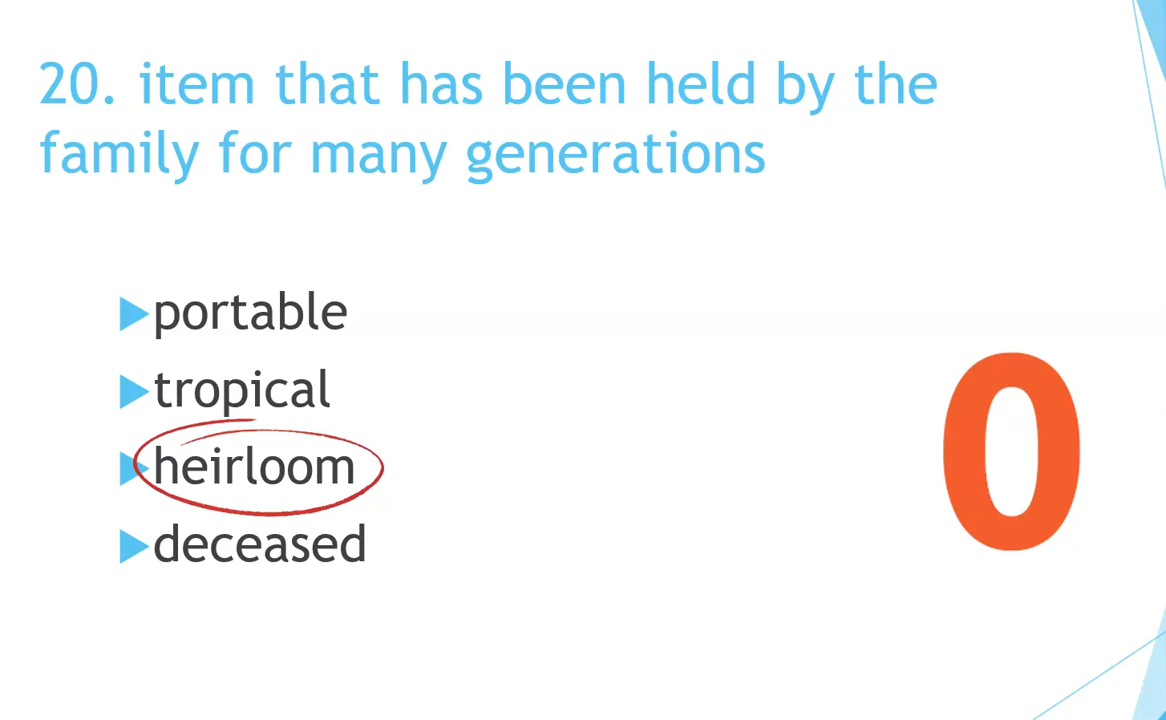 20. item that has been held by the
family for many generations
portable
tropical
heirloom
deceased
0